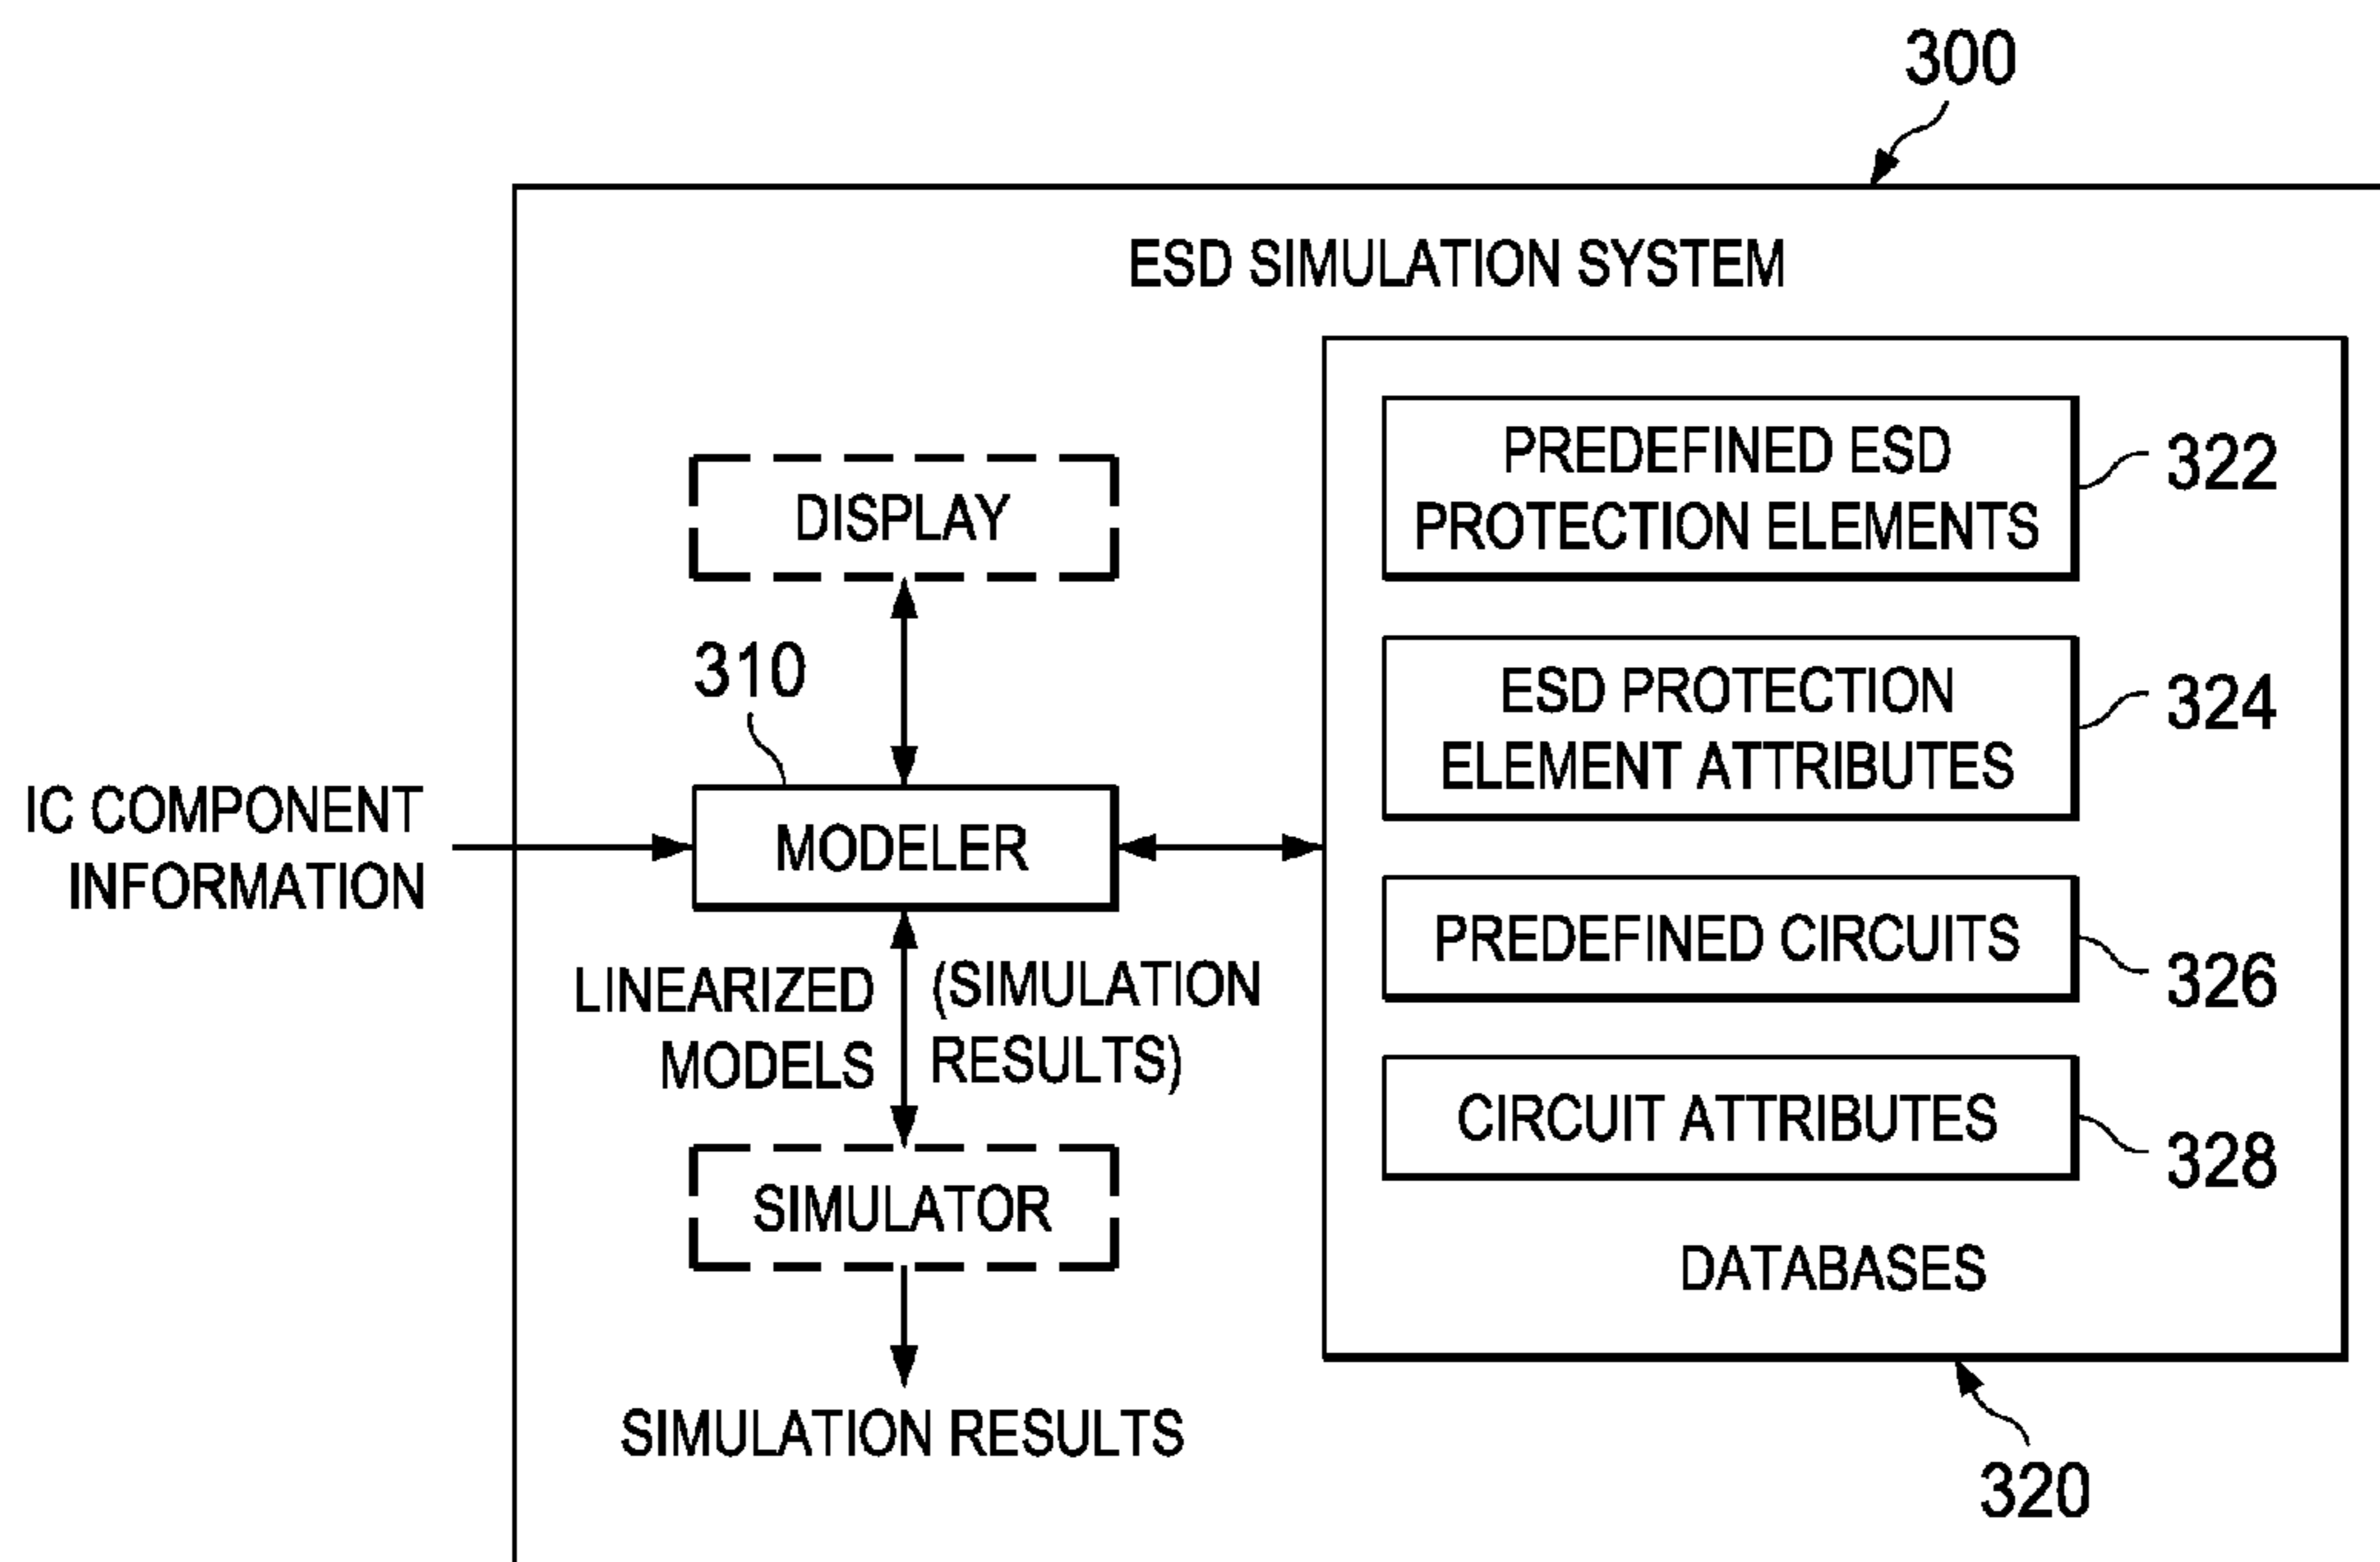 300
ESD SIMULATION SYSTEM
PREDEFINED ESD
PROTECTION ELEMENTS
322
DISPLAY
310
ESD PROTECTION
ELEMENT ATTRIBUTES
324
IC COMPONENT
INFORMATION
MODELER
PREDEFINED CIRCUITS
326
LINEARIZED
MODELS
(SIMULATION
RESULTS)
CIRCUIT ATTRIBUTES
328
SIMULATOR
DATABASES
SIMULATION RESULTS
320